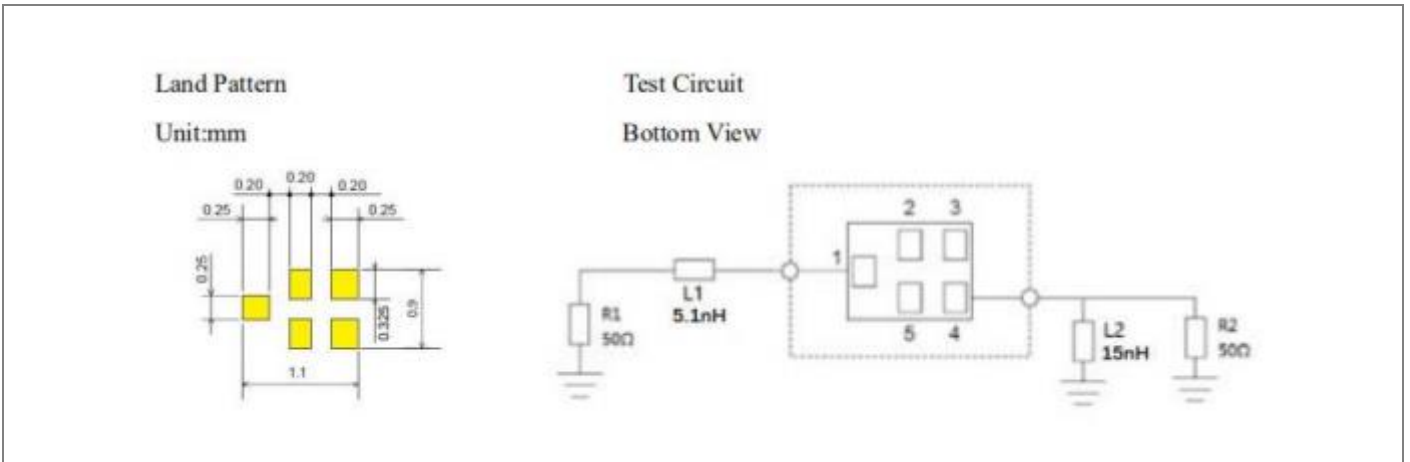 Land Pattern
Unit:mm
0.20 0.20 0.20
0.25 0.25
0.25
0.325
0.9
1.1
Test Circuit
Bottom View
2 3
1
L1
5.1nH
R1
50Ω
5 4
L2
15nH
R2
50Ω